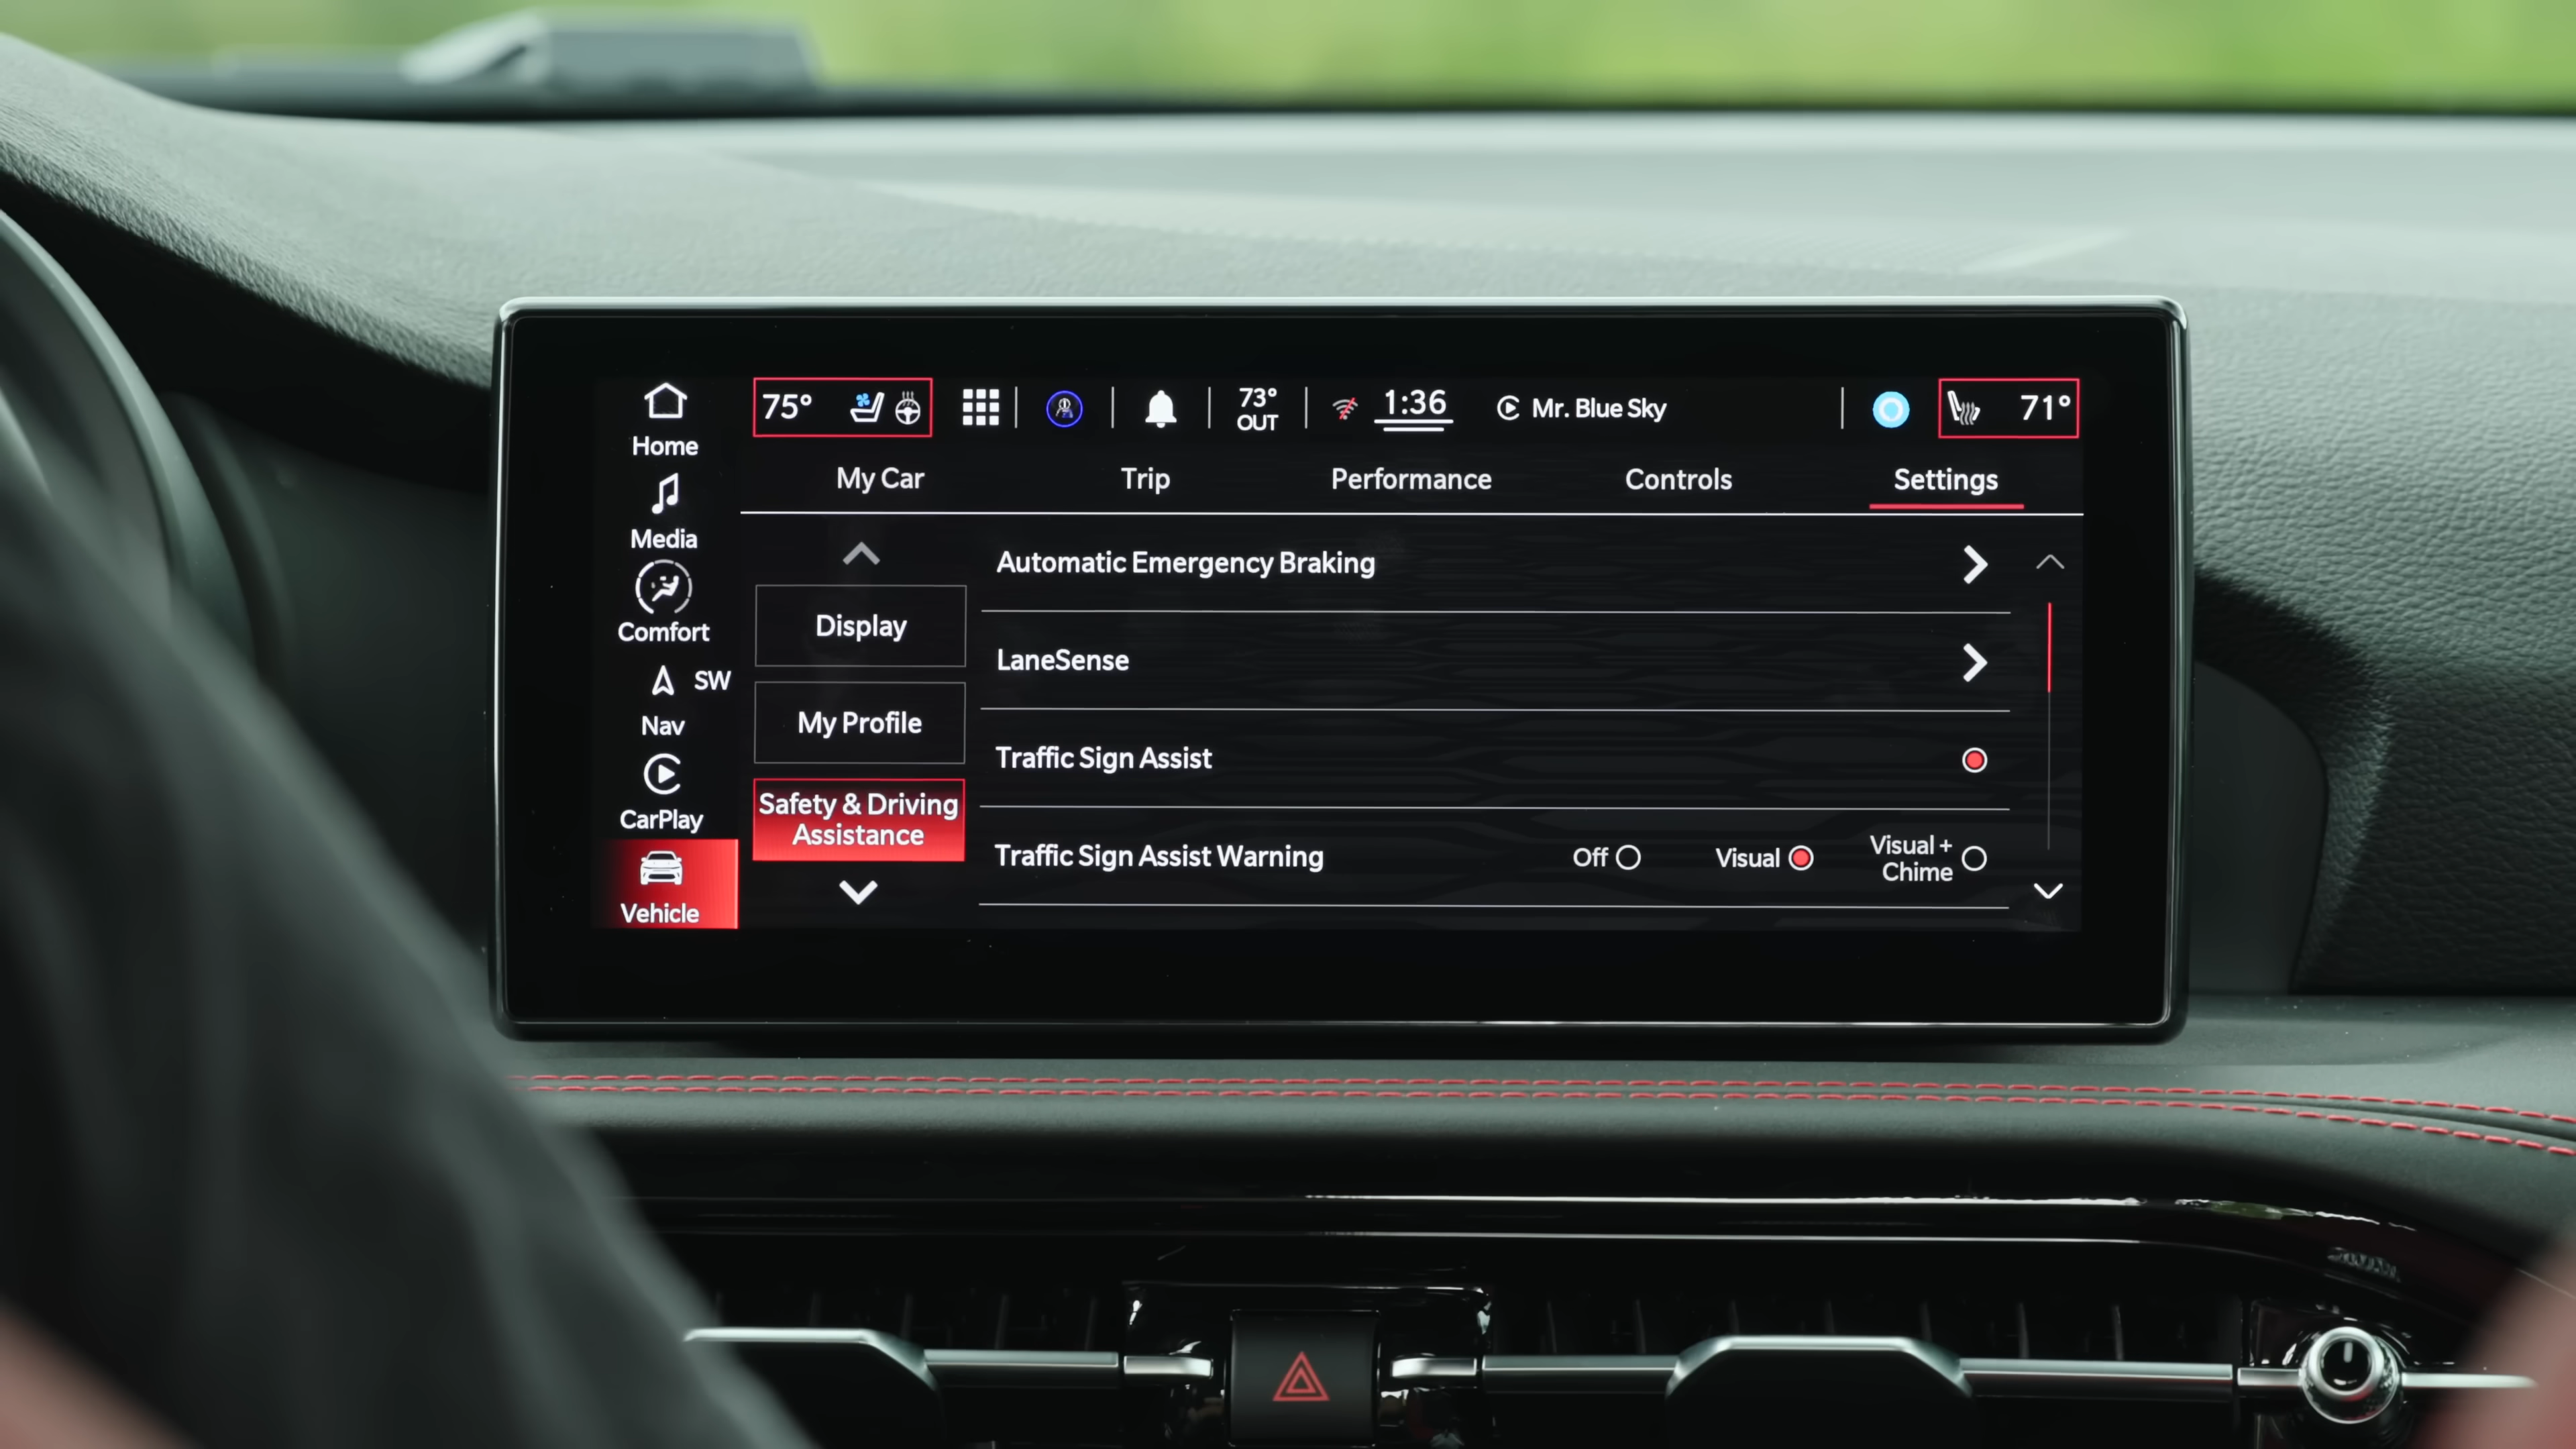 Home
Media
Comfort
SW
Nav
CarPlay
Vehicle
75°
73°
OUT
1:36
Mr. Blue Sky
71°
My Car
Trip
Performance
Controls
Settings
Display
My Profile
Safety & Driving
Assistance
Automatic Emergency Braking
LaneSense
Traffic Sign Assist
Traffic Sign Assist Warning
Off
Visual
Visual +
Chime